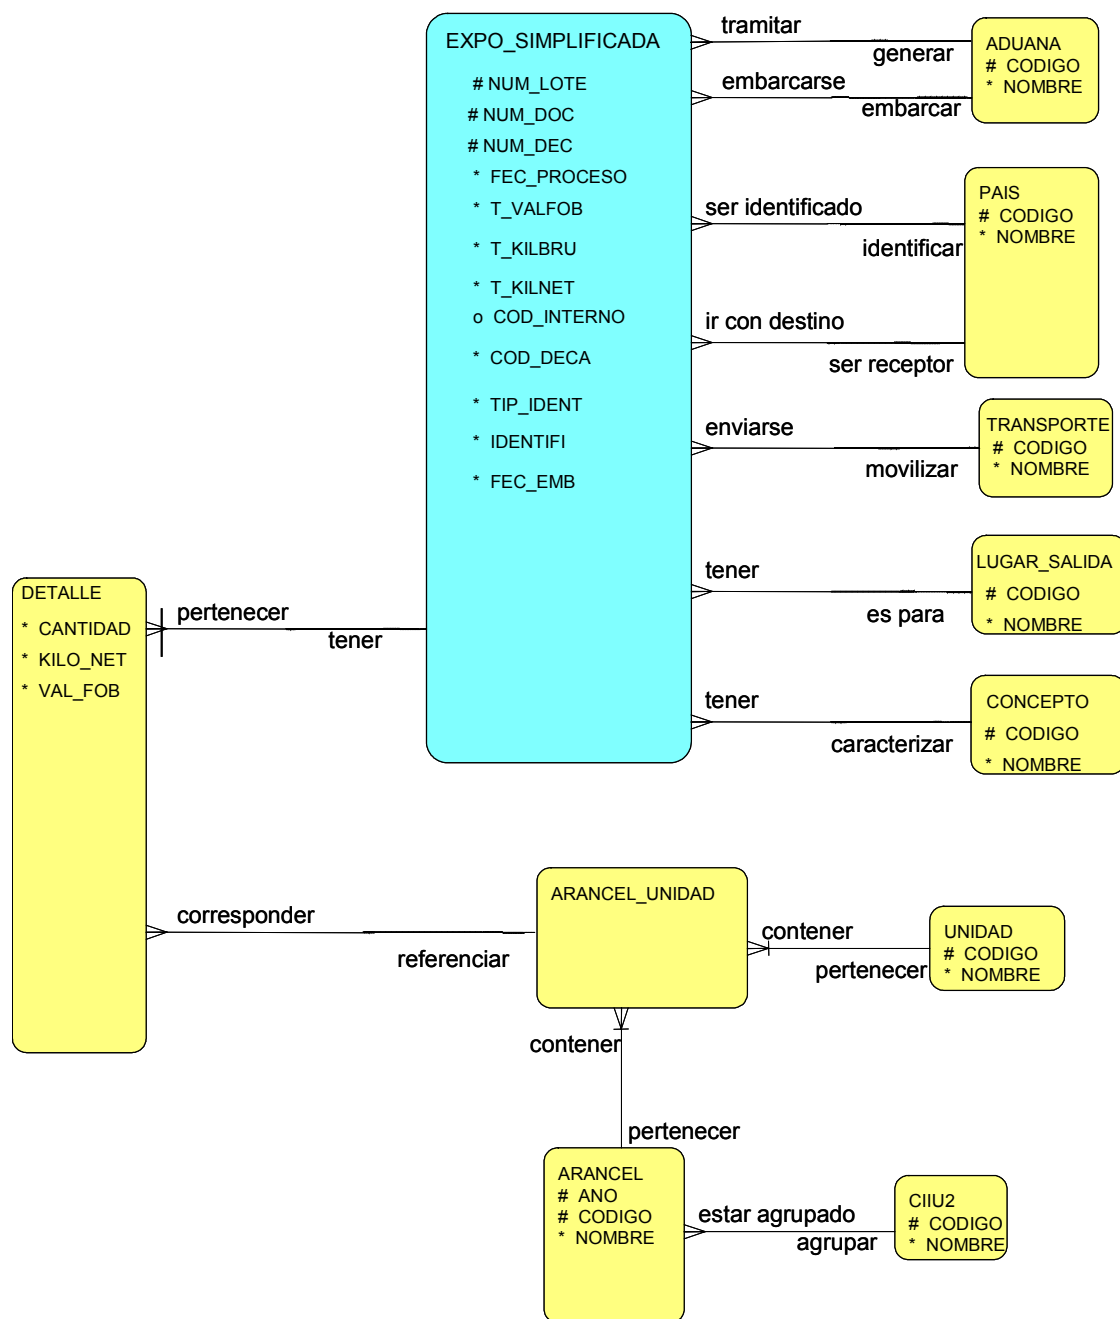 EXPO_SIMPLIFICADA
# NUM_LOTE
# NUM_DOC
# NUM_DEC
* FEC_PROCESO
* T_VALFOB
* T_KILBRU
* T_KILNET
o COD_INTERNO
* COD_DECA
* TIP_IDENT
* IDENTIFI
* FEC_EMB
tramitar
generar
embarcarse
embarcar
ADUANA
# CODIGO
* NOMBRE
ser identificado
identificar
ir con destino
ser receptor
PAIS
# CODIGO
* NOMBRE
enviarse
movilizar
TRANSPORTE
# CODIGO
* NOMBRE
tener
es para
LUGAR_SALIDA
# CODIGO
* NOMBRE
tener
caracterizar
CONCEPTO
# CODIGO
* NOMBRE
DETALLE
* CANTIDAD
* KILO_NET
* VAL_FOB
pertenecer
tener
corresponder
referenciar
ARANCEL_UNIDAD
contener
pertenecer
UNIDAD
# CODIGO
* NOMBRE
contener
pertenecer
ARANCEL
# ANO
# CODIGO
* NOMBRE
estar agrupado
agrupar
CIIU2
# CODIGO
* NOMBRE